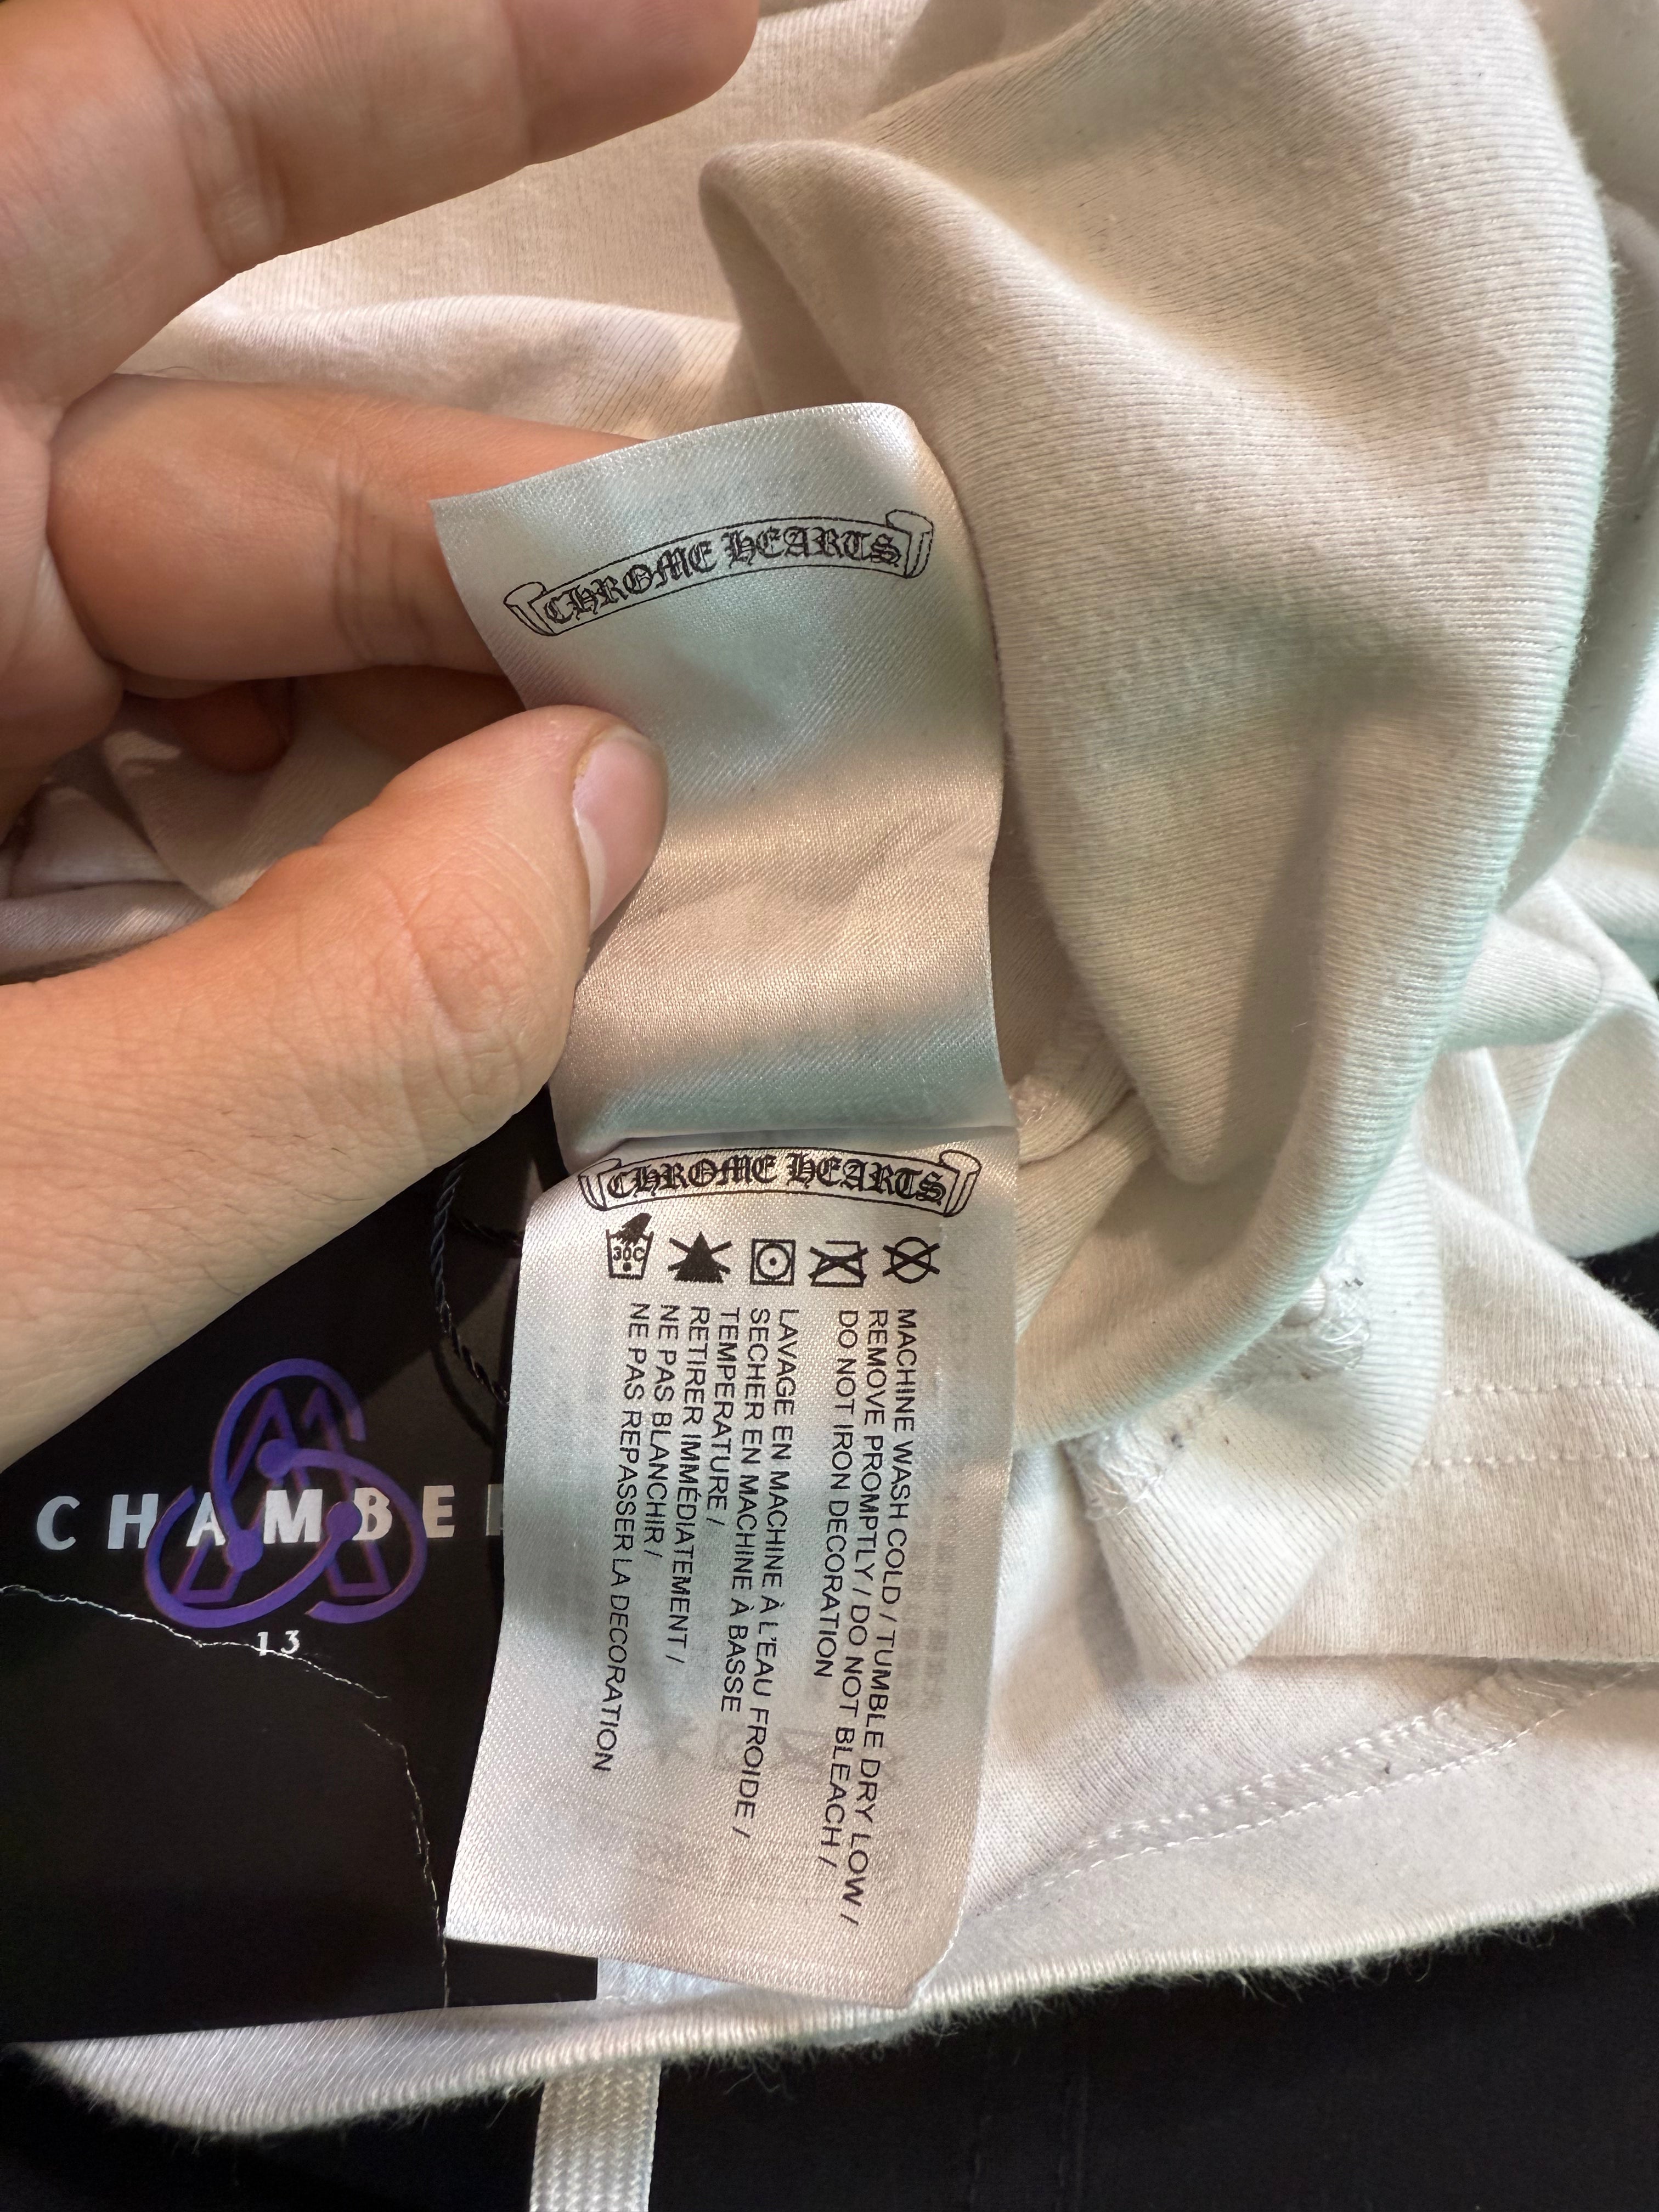 CHROME HEARTS
CHROME HEARTS
30C
MACHINE WASH COLD / TUMBLE DRY LOW /
REMOVE PROMPTLY / DO NOT BLEACH /
DO NOT IRON DECORATION
LAVAGE EN MACHINE À L'EAU FROIDE /
SECHER EN MACHINE À BASSE
TEMPERATURE /
RETIRER IMMÉDIATEMENT /
NE PAS BLANCHIR /
NE PAS REPASSER LA DECORATION
CHAMBE
13